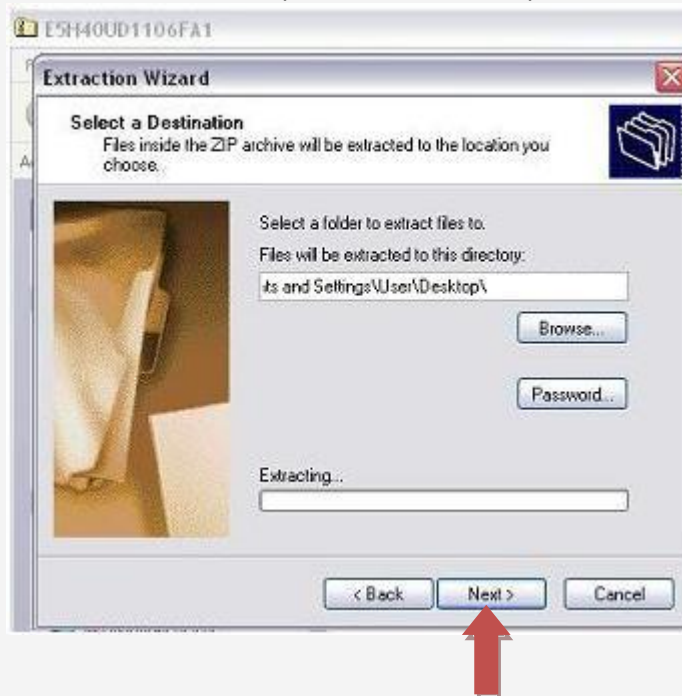 E5H40UD1106FA1
Extraction Wizard
Select a Destination
Files inside the ZIP archive will be extracted to the location you
choose.
Select a folder to extract files to.
Files will be extracted to this directory:
ts and Settings\User\Desktop\
Browse...
Password...
Extracting...
< Back
Next >
Cancel